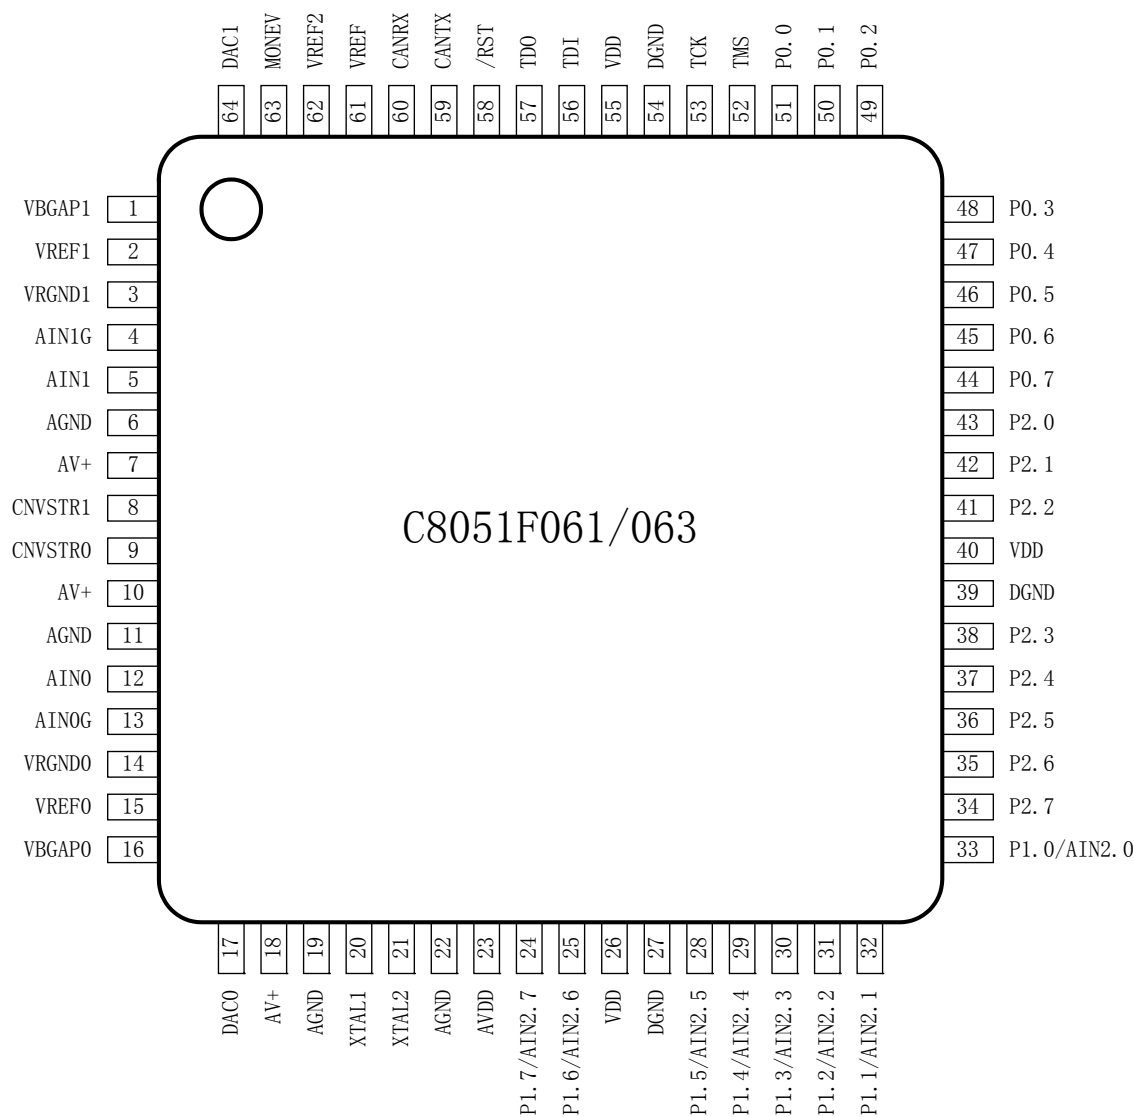 DAC1 MONEV VREF2 VREF CANRX CANTX /RST TDO TDI VDD DGND TCK TMS P0.0 P0.1 P0.2
64 63 62 61 60 59 58 57 56 55 54 53 52 51 50 49
VBGAP1 1 48 P0.3
VREF1 2 47 P0.4
VRGND1 3 46 P0.5
AIN1G 4 45 P0.6
AIN1 5 44 P0.7
AGND 6 43 P2.0
AV+ 7 42 P2.1
CNVSTR1 8 41 P2.2
C8051F061/063
CNVSTR0 9 40 VDD
AV+ 10 39 DGND
AGND 11 38 P2.3
AIN0 12 37 P2.4
AIN0G 13 36 P2.5
VRGND0 14 35 P2.6
VREF0 15 34 P2.7
VBGAP0 16 33 P1.0/AIN2.0
17 18 19 20 21 22 23 24 25 26 27 28 29 30 31 32
DAC0 AV+ AGND XTAL1 XTAL2 AGND AVDD P1.7/AIN2.7 P1.6/AIN2.6 VDD DGND P1.5/AIN2.5 P1.4/AIN2.4 P1.3/AIN2.3 P1.2/AIN2.2 P1.1/AIN2.1